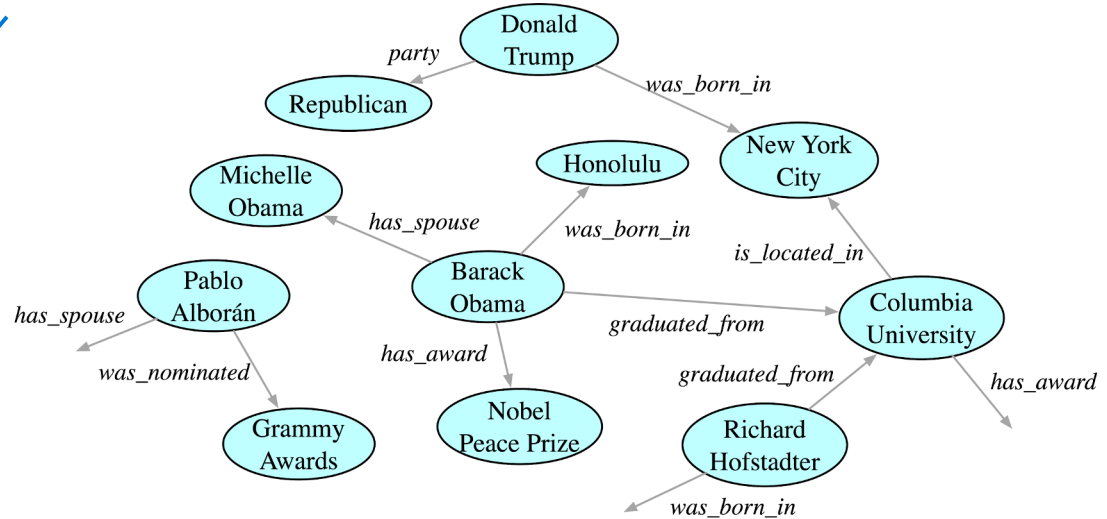 Donald
Trump
party
was_born_in
Republican
New York
City
Honolulu
Michelle
Obama
has_spouse
was_born_in
is_located_in
Pablo
Alborán
Barack
Obama
Columbia
University
has_spouse
graduated_from
has_award
was_nominated
graduated_from
has_award
Grammy
Awards
Nobel
Peace Prize
Richard
Hofstadter
was_born_in